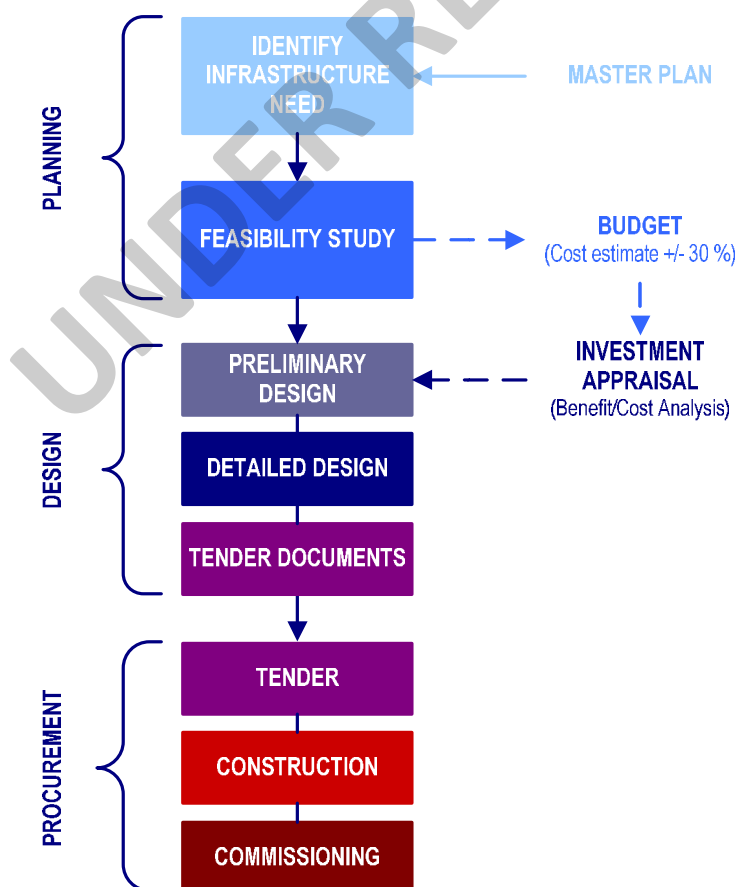 IDENTIFY
INFRASTRUCTURE
NEED
MASTER PLAN
PLANNING
FEASIBILITY STUDY
BUDGET
(Cost estimate +/- 30 %)
INVESTMENT
APPRAISAL
(Benefit/Cost Analysis)
PRELIMINARY
DESIGN
DESIGN
DETAILED DESIGN
TENDER DOCUMENTS
PROCUREMENT
TENDER
CONSTRUCTION
COMMISSIONING
UNDER